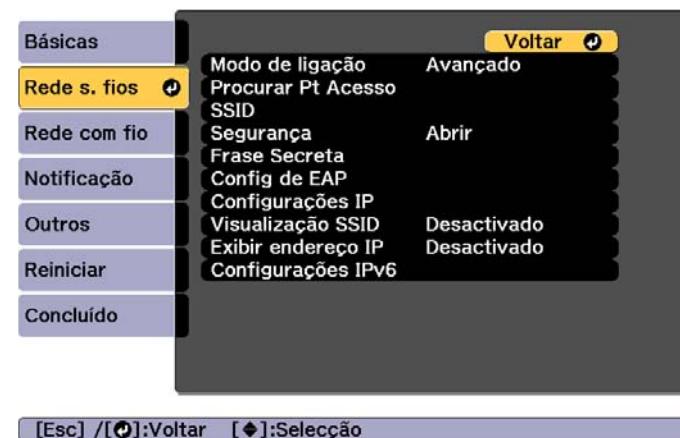 Básicas
Rede s. fios
Rede com fio
Notificação
Outros
Reiniciar
Concluído
Voltar
Modo de ligação Avançado
Procurar Pt Acesso
SSID
Segurança Abrir
Frase Secreta
Config de EAP
Configurações IP
Visualização SSID Desactivado
Exibir endereço IP Desactivado
Configurações IPv6
[Esc] /[ ]:Voltar [ ]:Selecção